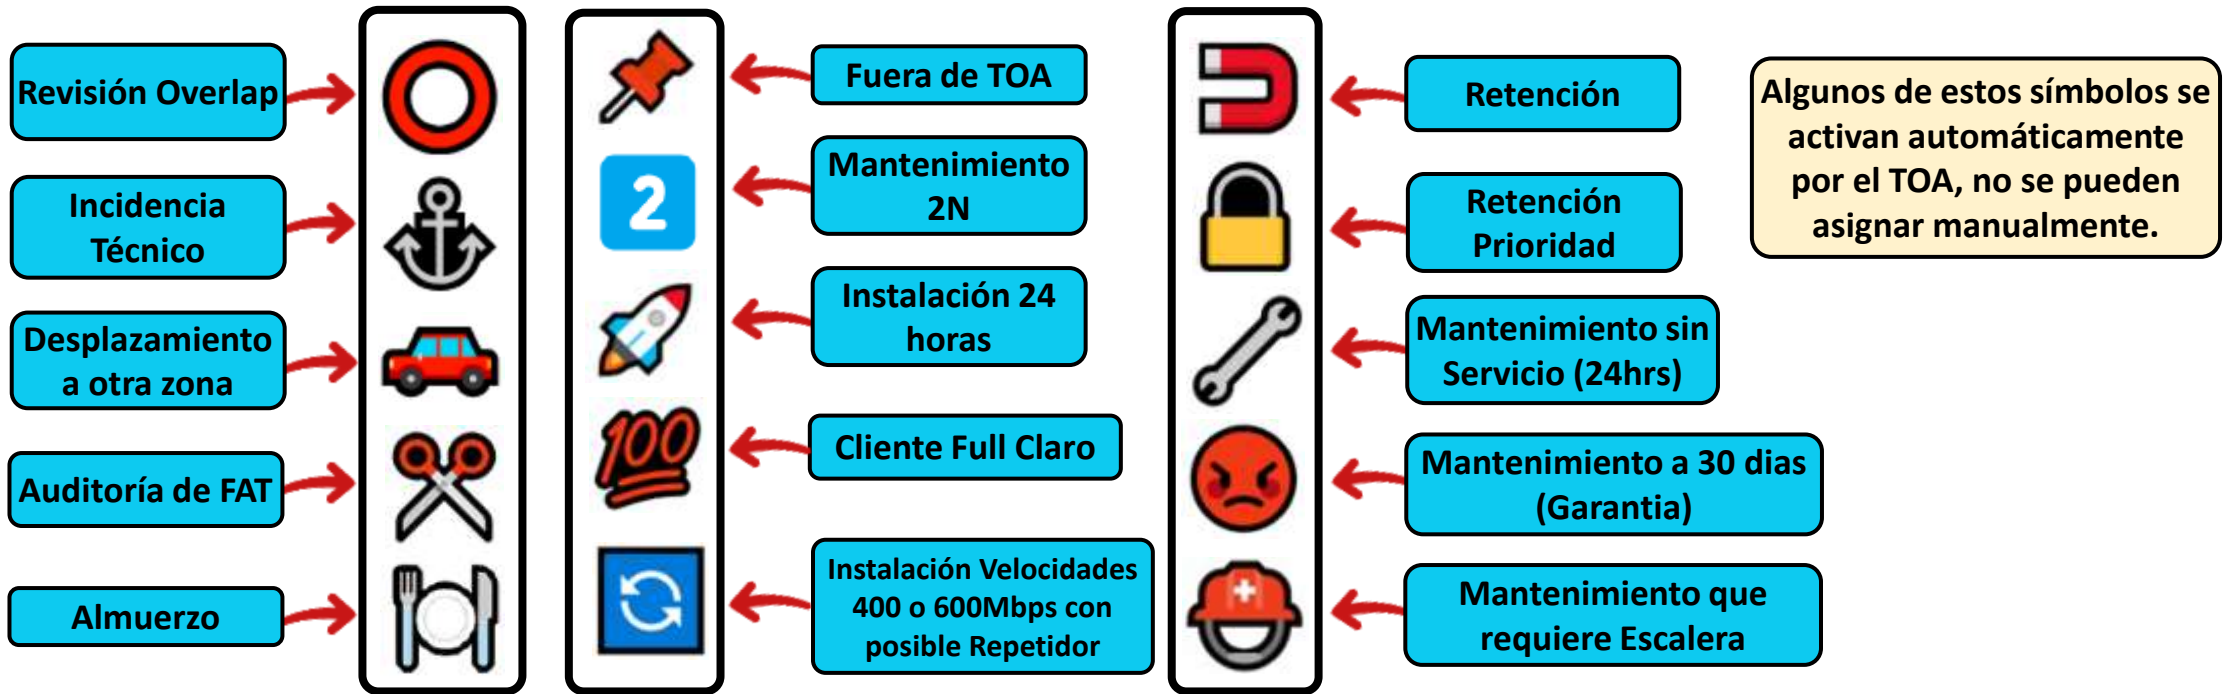 Revisión Overlap
Incidencia
Técnico
Desplazamiento
a otra zona
Auditoría de FAT
Almuerzo
Fuera de TOA
2
Mantenimiento
2N
Instalación 24
horas
100
Cliente Full Claro
Instalación Velocidades
400 o 600Mbps con
posible Repetidor
Retención
Retención
Prioridad
Mantenimiento sin
Servicio (24hrs)
Mantenimiento a 30 dias
(Garantia)
Mantenimiento que
requiere Escalera
Algunos de estos símbolos se
activan automáticamente
por el TOA, no se pueden
asignar manualmente.